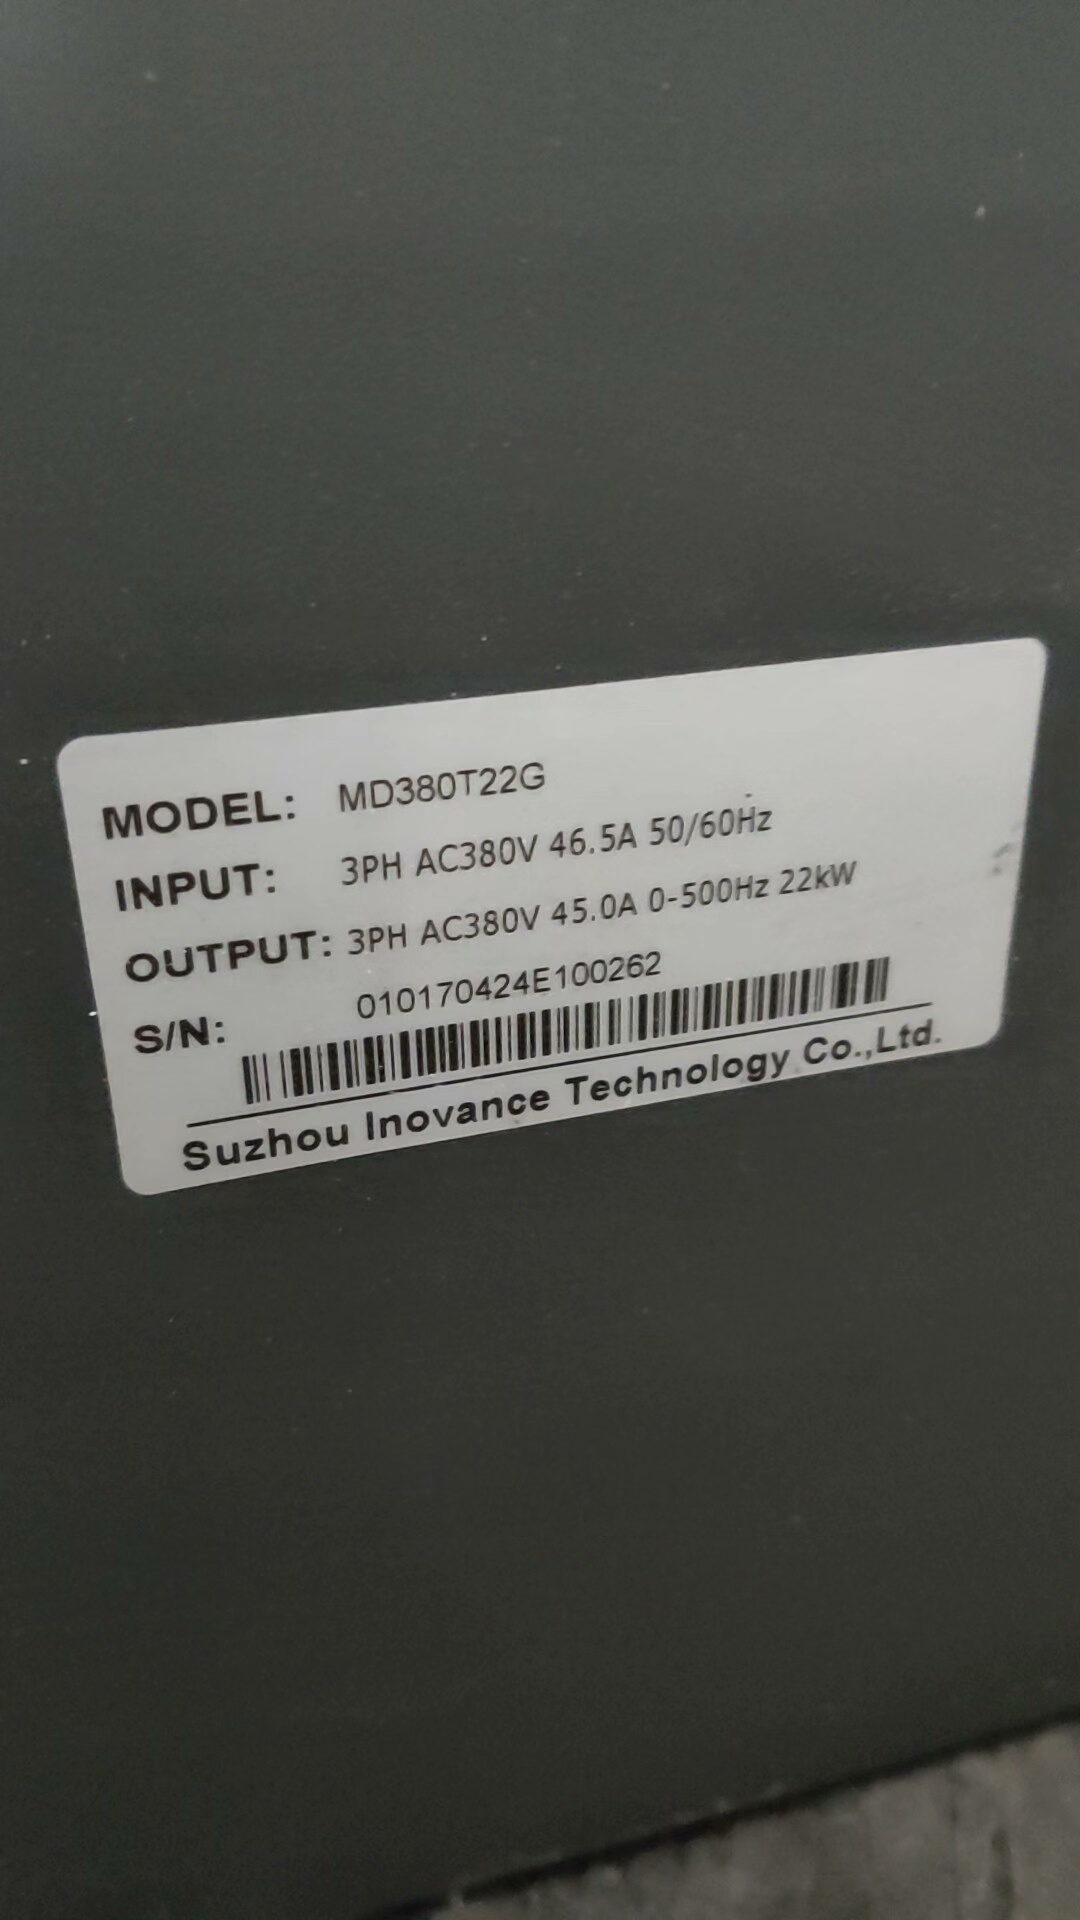 MODEL: MD380T22G
INPUT: 3PH AC380V 46.5A 50/60Hz
OUTPUT: 3PH AC380V 45.0A 0-500Hz 22kW
S/N: 010170424E100262
Suzhou Inovance Technology Co.,Ltd.